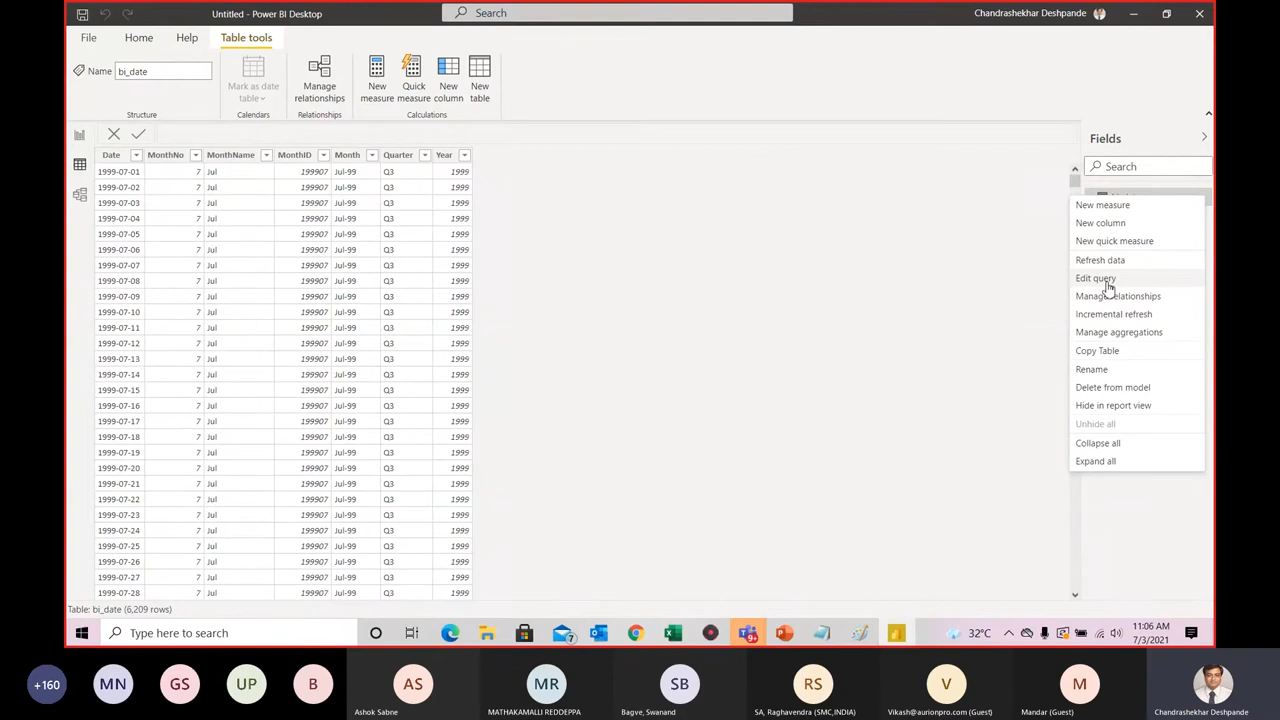 Untitled - Power BI Desktop
Search
Chandrashekhar Deshpande
File Home Help Table tools
Name bi_date
Mark as date table
Manage relationships
New measure
Quick measure
New column
New table
Structure
Calendars
Relationships
Calculations
Fields
Search
Date MonthNo MonthName MonthID Month Quarter Year
1999-07-01 7 Jul 199907 Jul-99 Q3 1999
1999-07-02 7 Jul 199907 Jul-99 Q3 1999
1999-07-03 7 Jul 199907 Jul-99 Q3 1999
1999-07-04 7 Jul 199907 Jul-99 Q3 1999
1999-07-05 7 Jul 199907 Jul-99 Q3 1999
1999-07-06 7 Jul 199907 Jul-99 Q3 1999
1999-07-07 7 Jul 199907 Jul-99 Q3 1999
1999-07-08 7 Jul 199907 Jul-99 Q3 1999
1999-07-09 7 Jul 199907 Jul-99 Q3 1999
1999-07-10 7 Jul 199907 Jul-99 Q3 1999
1999-07-11 7 Jul 199907 Jul-99 Q3 1999
1999-07-12 7 Jul 199907 Jul-99 Q3 1999
1999-07-13 7 Jul 199907 Jul-99 Q3 1999
1999-07-14 7 Jul 199907 Jul-99 Q3 1999
1999-07-15 7 Jul 199907 Jul-99 Q3 1999
1999-07-16 7 Jul 199907 Jul-99 Q3 1999
1999-07-17 7 Jul 199907 Jul-99 Q3 1999
1999-07-18 7 Jul 199907 Jul-99 Q3 1999
1999-07-19 7 Jul 199907 Jul-99 Q3 1999
1999-07-20 7 Jul 199907 Jul-99 Q3 1999
1999-07-21 7 Jul 199907 Jul-99 Q3 1999
1999-07-22 7 Jul 199907 Jul-99 Q3 1999
1999-07-23 7 Jul 199907 Jul-99 Q3 1999
1999-07-24 7 Jul 199907 Jul-99 Q3 1999
1999-07-25 7 Jul 199907 Jul-99 Q3 1999
1999-07-26 7 Jul 199907 Jul-99 Q3 1999
1999-07-27 7 Jul 199907 Jul-99 Q3 1999
1999-07-28 7 Jul 199907 Jul-99 Q3 1999
New measure
New column
New quick measure
Refresh data
Edit query
Manage relationships
Incremental refresh
Manage aggregations
Copy Table
Rename
Delete from model
Hide in report view
Unhide all
Collapse all
Expand all
Table: bi_date (6,209 rows)
Type here to search
7
9+
32°C
11:06 AM
7/3/2021
+160 MN GS UP B AS MR SB RS V M
Ashok Sabne
MATHAKAMALLI REDDEPPA
Bagve, Swanand
SA, Raghavendra (SMC,INDIA)
Vikash@aurionpro.com (Guest)
Mandar (Guest)
Chandrashekhar Deshpande